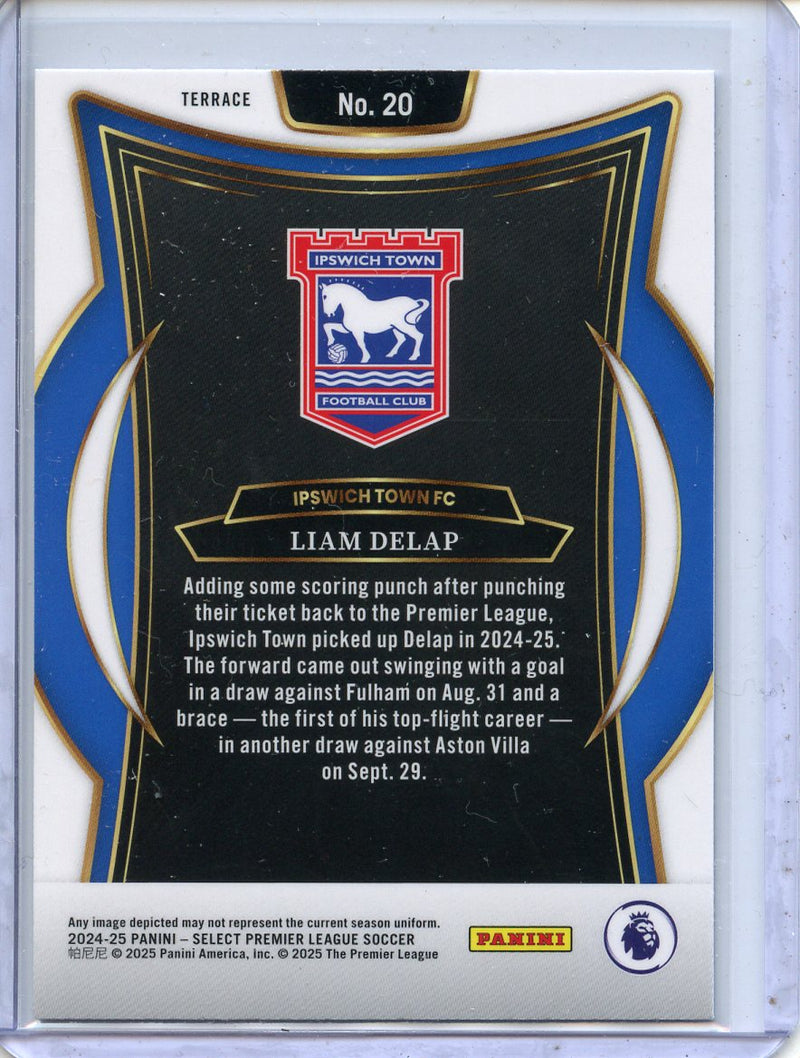 TERRACE
No. 20
IPSWICH TOWN
FOOTBALL CLUB
IPSWICH TOWN FC
LIAM DELAP
Adding some scoring punch after punching
their ticket back to the Premier League,
Ipswich Town picked up Delap in 2024-25.
The forward came out swinging with a goal
in a draw against Fulham on Aug. 31 and a
brace — the first of his top-flight career —
in another draw against Aston Villa
on Sept. 29.
Any image depicted may not represent the current season uniform.
2024-25 PANINI – SELECT PREMIER LEAGUE SOCCER
帕尼尼 © 2025 Panini America, Inc. © 2025 The Premier League
PANINI